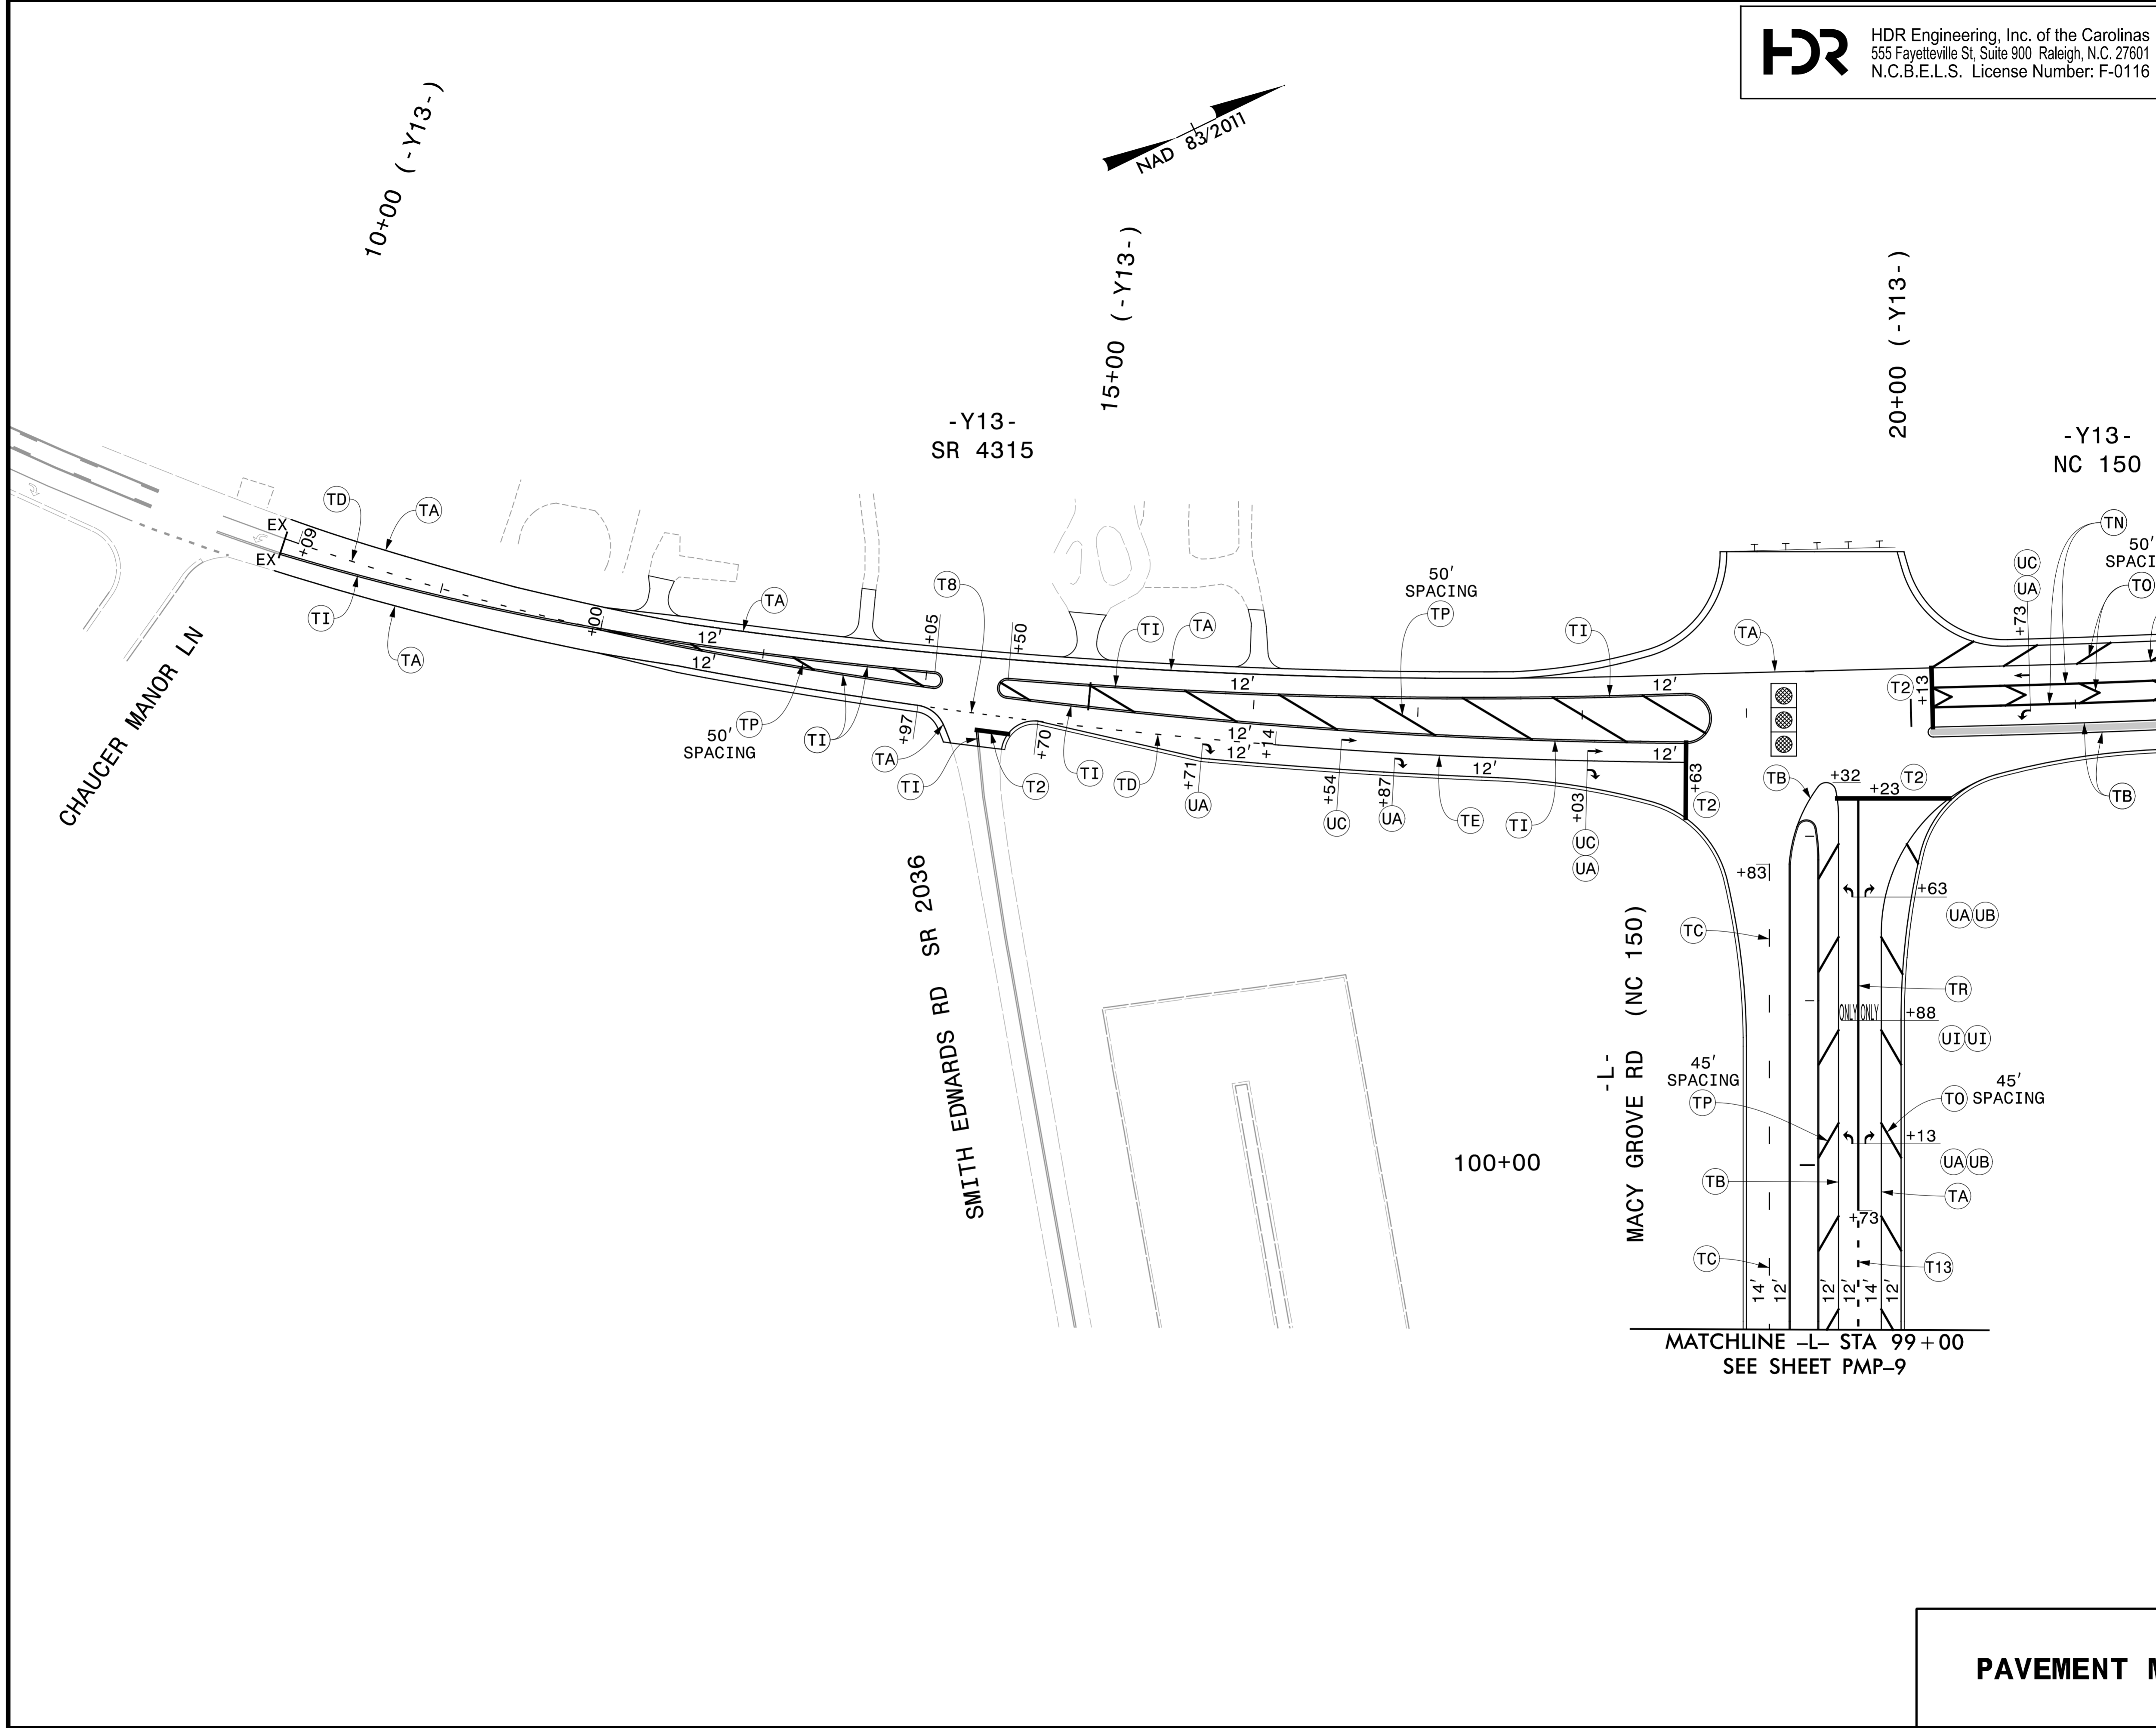 HDR
HDR Engineering, Inc. of the Carolinas
555 Fayetteville St, Suite 900 Raleigh, N.C. 27601
N.C.B.E.L.S. License Number: F-0116
NAD 83/2011
10+00 (-Y13-)
15+00 (-Y13-)
20+00 (-Y13-)
-Y13-
SR 4315
-Y13-
NC 150
TD
TA
EX
EX
+09
TI
TA
CHAUCER MANOR LN
+00
12'
12'
TA
+05
TP
50'
SPACING
TI
T8
+50
+97
TA
TI
T2
+70
TI
TD
TI
TA
12'
12'
12'
+14
+71
UA
50'
SPACING
TP
TI
12'
12'
12'
+54
UC
+87
UA
TE
TI
+03
UC
UA
+63
T2
TA
T2
+13
UC
UA
+73
TN
50'
TO
TB
SMITH EDWARDS RD SR 2036
TB
+32
+23
T2
+83
+63
UA UB
TC
TR
ONLY ONLY
+88
UI UI
-L-
MACY GROVE RD (NC 150)
45'
SPACING
TP
TO
45'
SPACING
+13
UA UB
100+00
TB
TA
+73
TC
T13
14'
12'
12'
12'
14'
12'
MATCHLINE –L– STA 99+00
SEE SHEET PMP–9
PAVEMENT